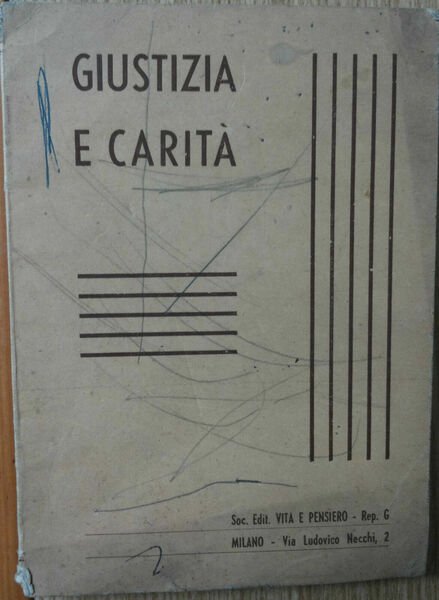 GIUSTIZIA
E CARITÀ
Soc. Edit. VITA E PENSIERO - Rep. G
MILANO - Via Ludovico Necchi, 2